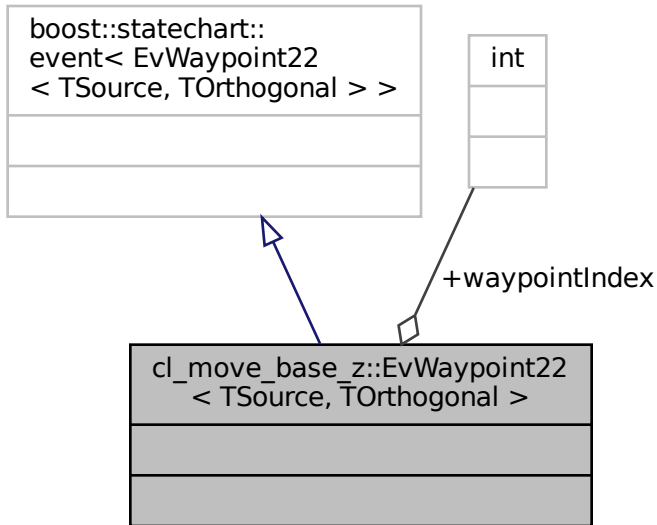 boost::statechart::
event< EvWaypoint22
< TSource, TOrthogonal > >
int
+waypointIndex
cl_move_base_z::EvWaypoint22
< TSource, TOrthogonal >